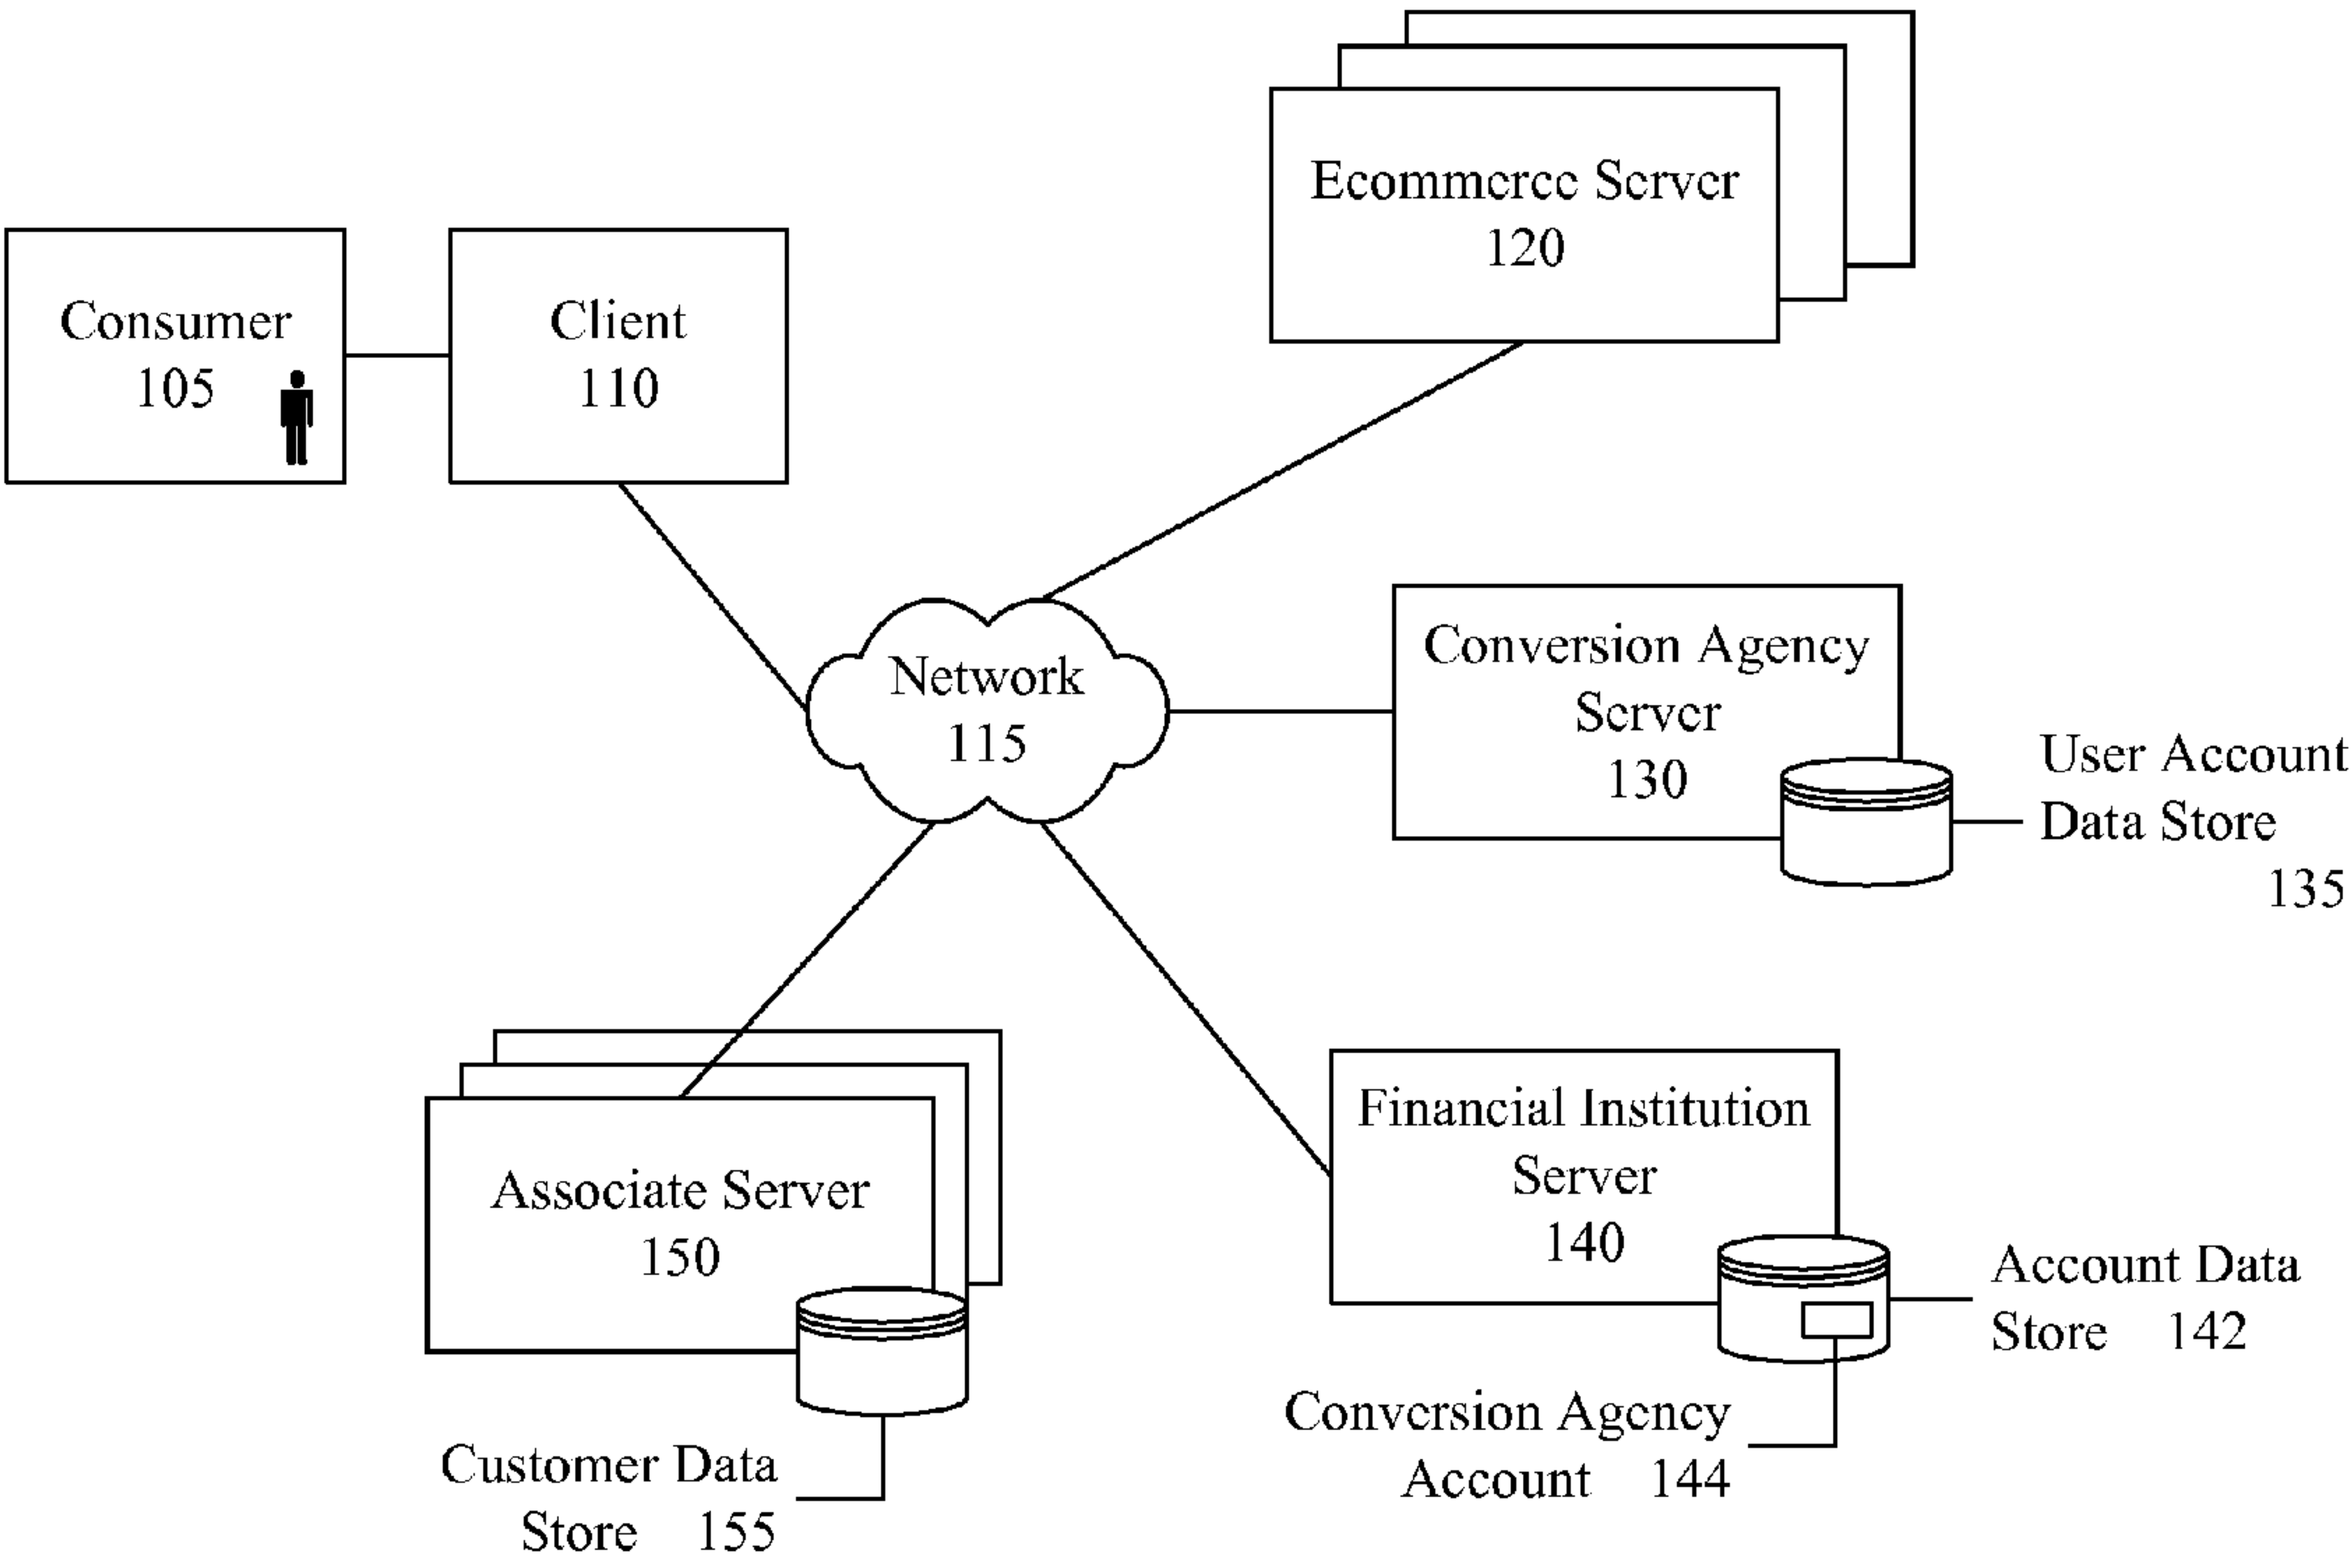 Ecommerce Server
120
Consumer
105
Client
110
Network
115
Conversion Agency
Server
130
User Account
Data Store
135
Associate Server
150
Customer Data
Store 155
Financial Institution
Server
140
Account Data
Store 142
Conversion Agency
Account 144